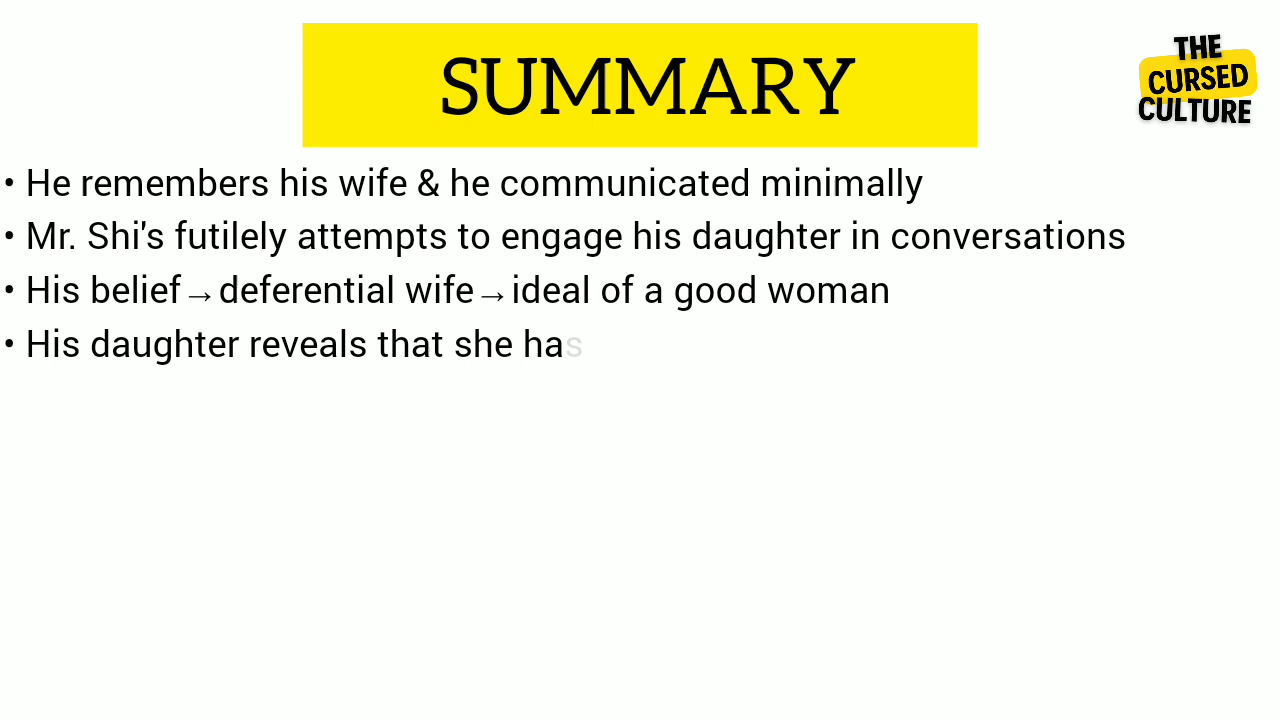 SUMMARY
THE
CURSED
CULTURE
• He remembers his wife & he communicated minimally
• Mr. Shi's futilely attempts to engage his daughter in conversations
• His belief→deferential wife→ideal of a good woman
• His daughter reveals that she has